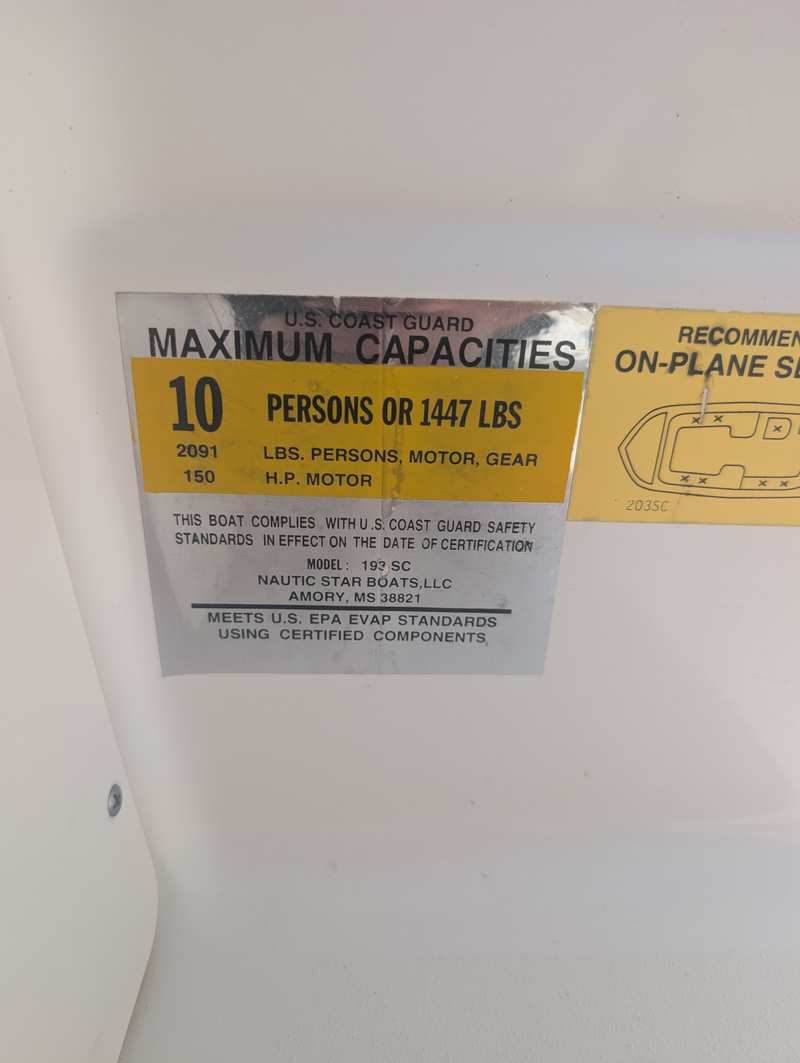 U.S. COAST GUARD
MAXIMUM CAPACITIES
10 PERSONS OR 1447 LBS
2091 LBS. PERSONS, MOTOR, GEAR
150 H.P. MOTOR
THIS BOAT COMPLIES WITH U.S. COAST GUARD SAFETY
STANDARDS IN EFFECT ON THE DATE OF CERTIFICATION
MODEL: 193 SC
NAUTIC STAR BOATS,LLC
AMORY, MS 38821
MEETS U.S. EPA EVAP STANDARDS
USING CERTIFIED COMPONENTS
RECOMMEN
ON-PLANE SE
203SC